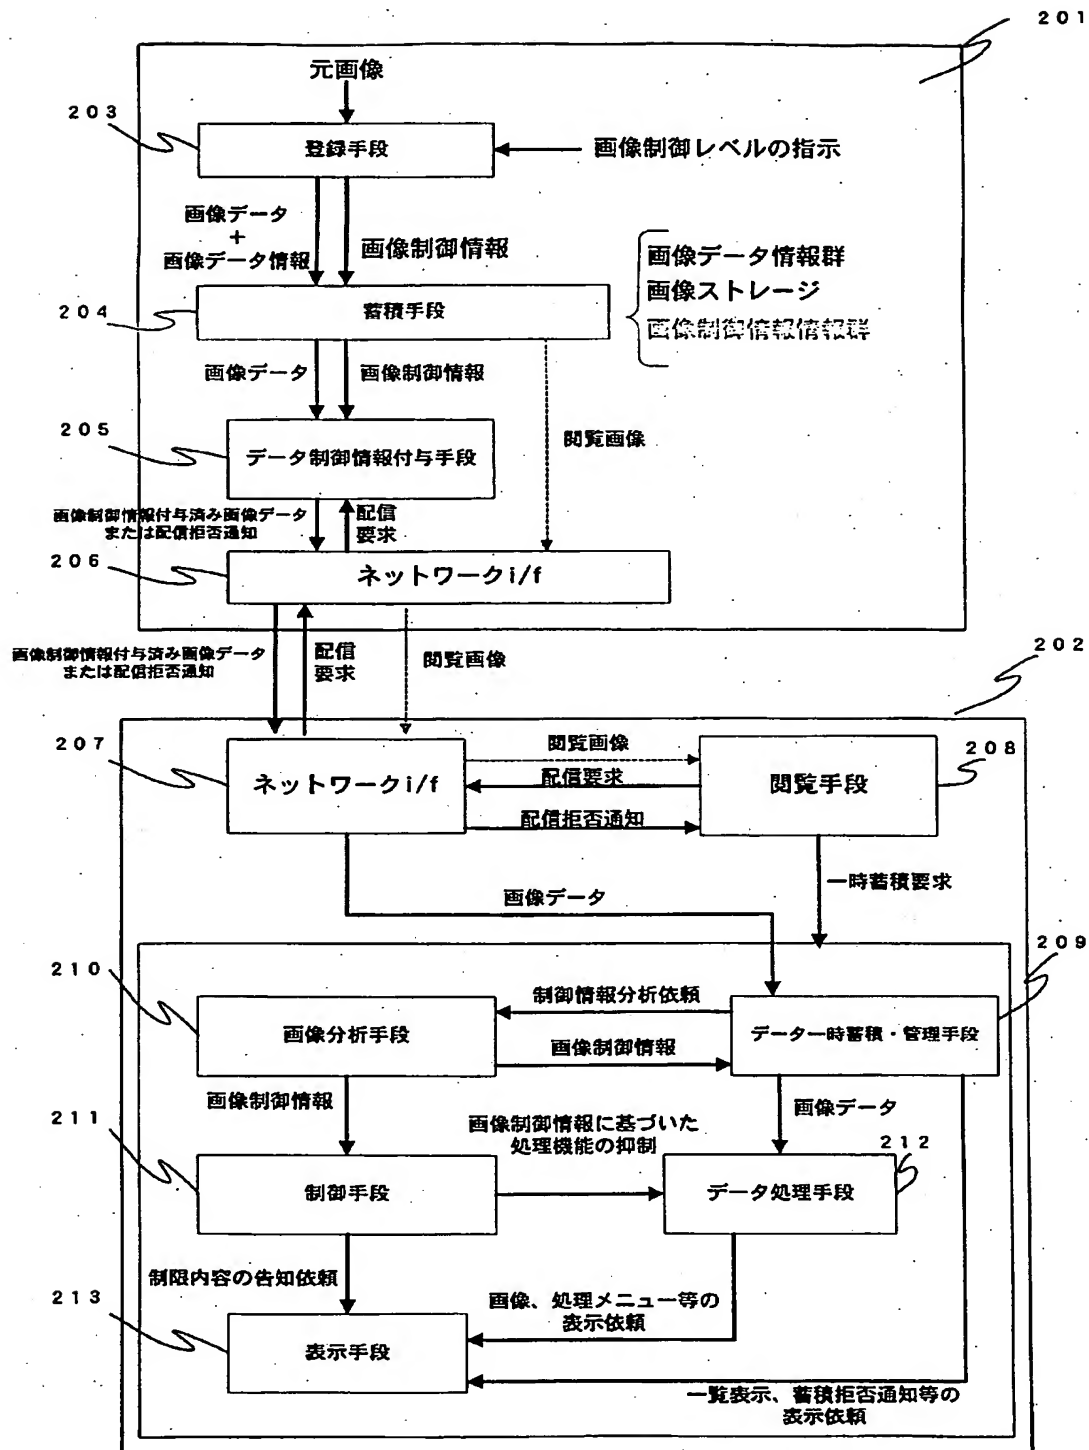 201
元画像
203
登録手段
画像制御レベルの指示
画像データ
+
画像データ情報
画像制御情報
画像データ情報群
画像ストレージ
画像制御情報情報群
204
蓄積手段
画像データ
画像制御情報
閲覧画像
205
データ制御情報付与手段
画像制御情報付与済み画像データ
または配信拒否通知
配信
要求
206
ネットワークi/f
画像制御情報付与済み画像データ
または配信拒否通知
配信
要求
閲覧画像
202
207
ネットワークi/f
閲覧画像
配信要求
配信拒否通知
208
閲覧手段
一時蓄積要求
画像データ
209
210
画像分析手段
制御情報分析依頼
画像制御情報
データ一時蓄積・管理手段
画像制御情報
画像データ
211
画像制御情報に基づいた
処理機能の抑制
212
制御手段
データ処理手段
制限内容の告知依頼
213
画像、処理メニュー等の
表示依頼
表示手段
一覧表示、蓄積拒否通知等の
表示依頼